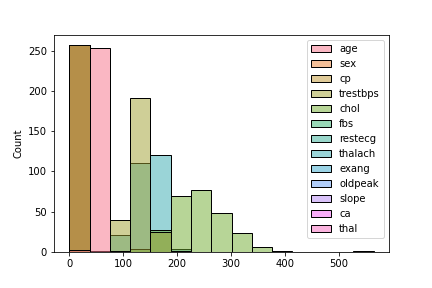 250
200
150
100
50
0
Count
0 100 200 300 400 500
age
sex
cp
trestbps
chol
fbs
restecg
thalach
exang
oldpeak
slope
ca
thal